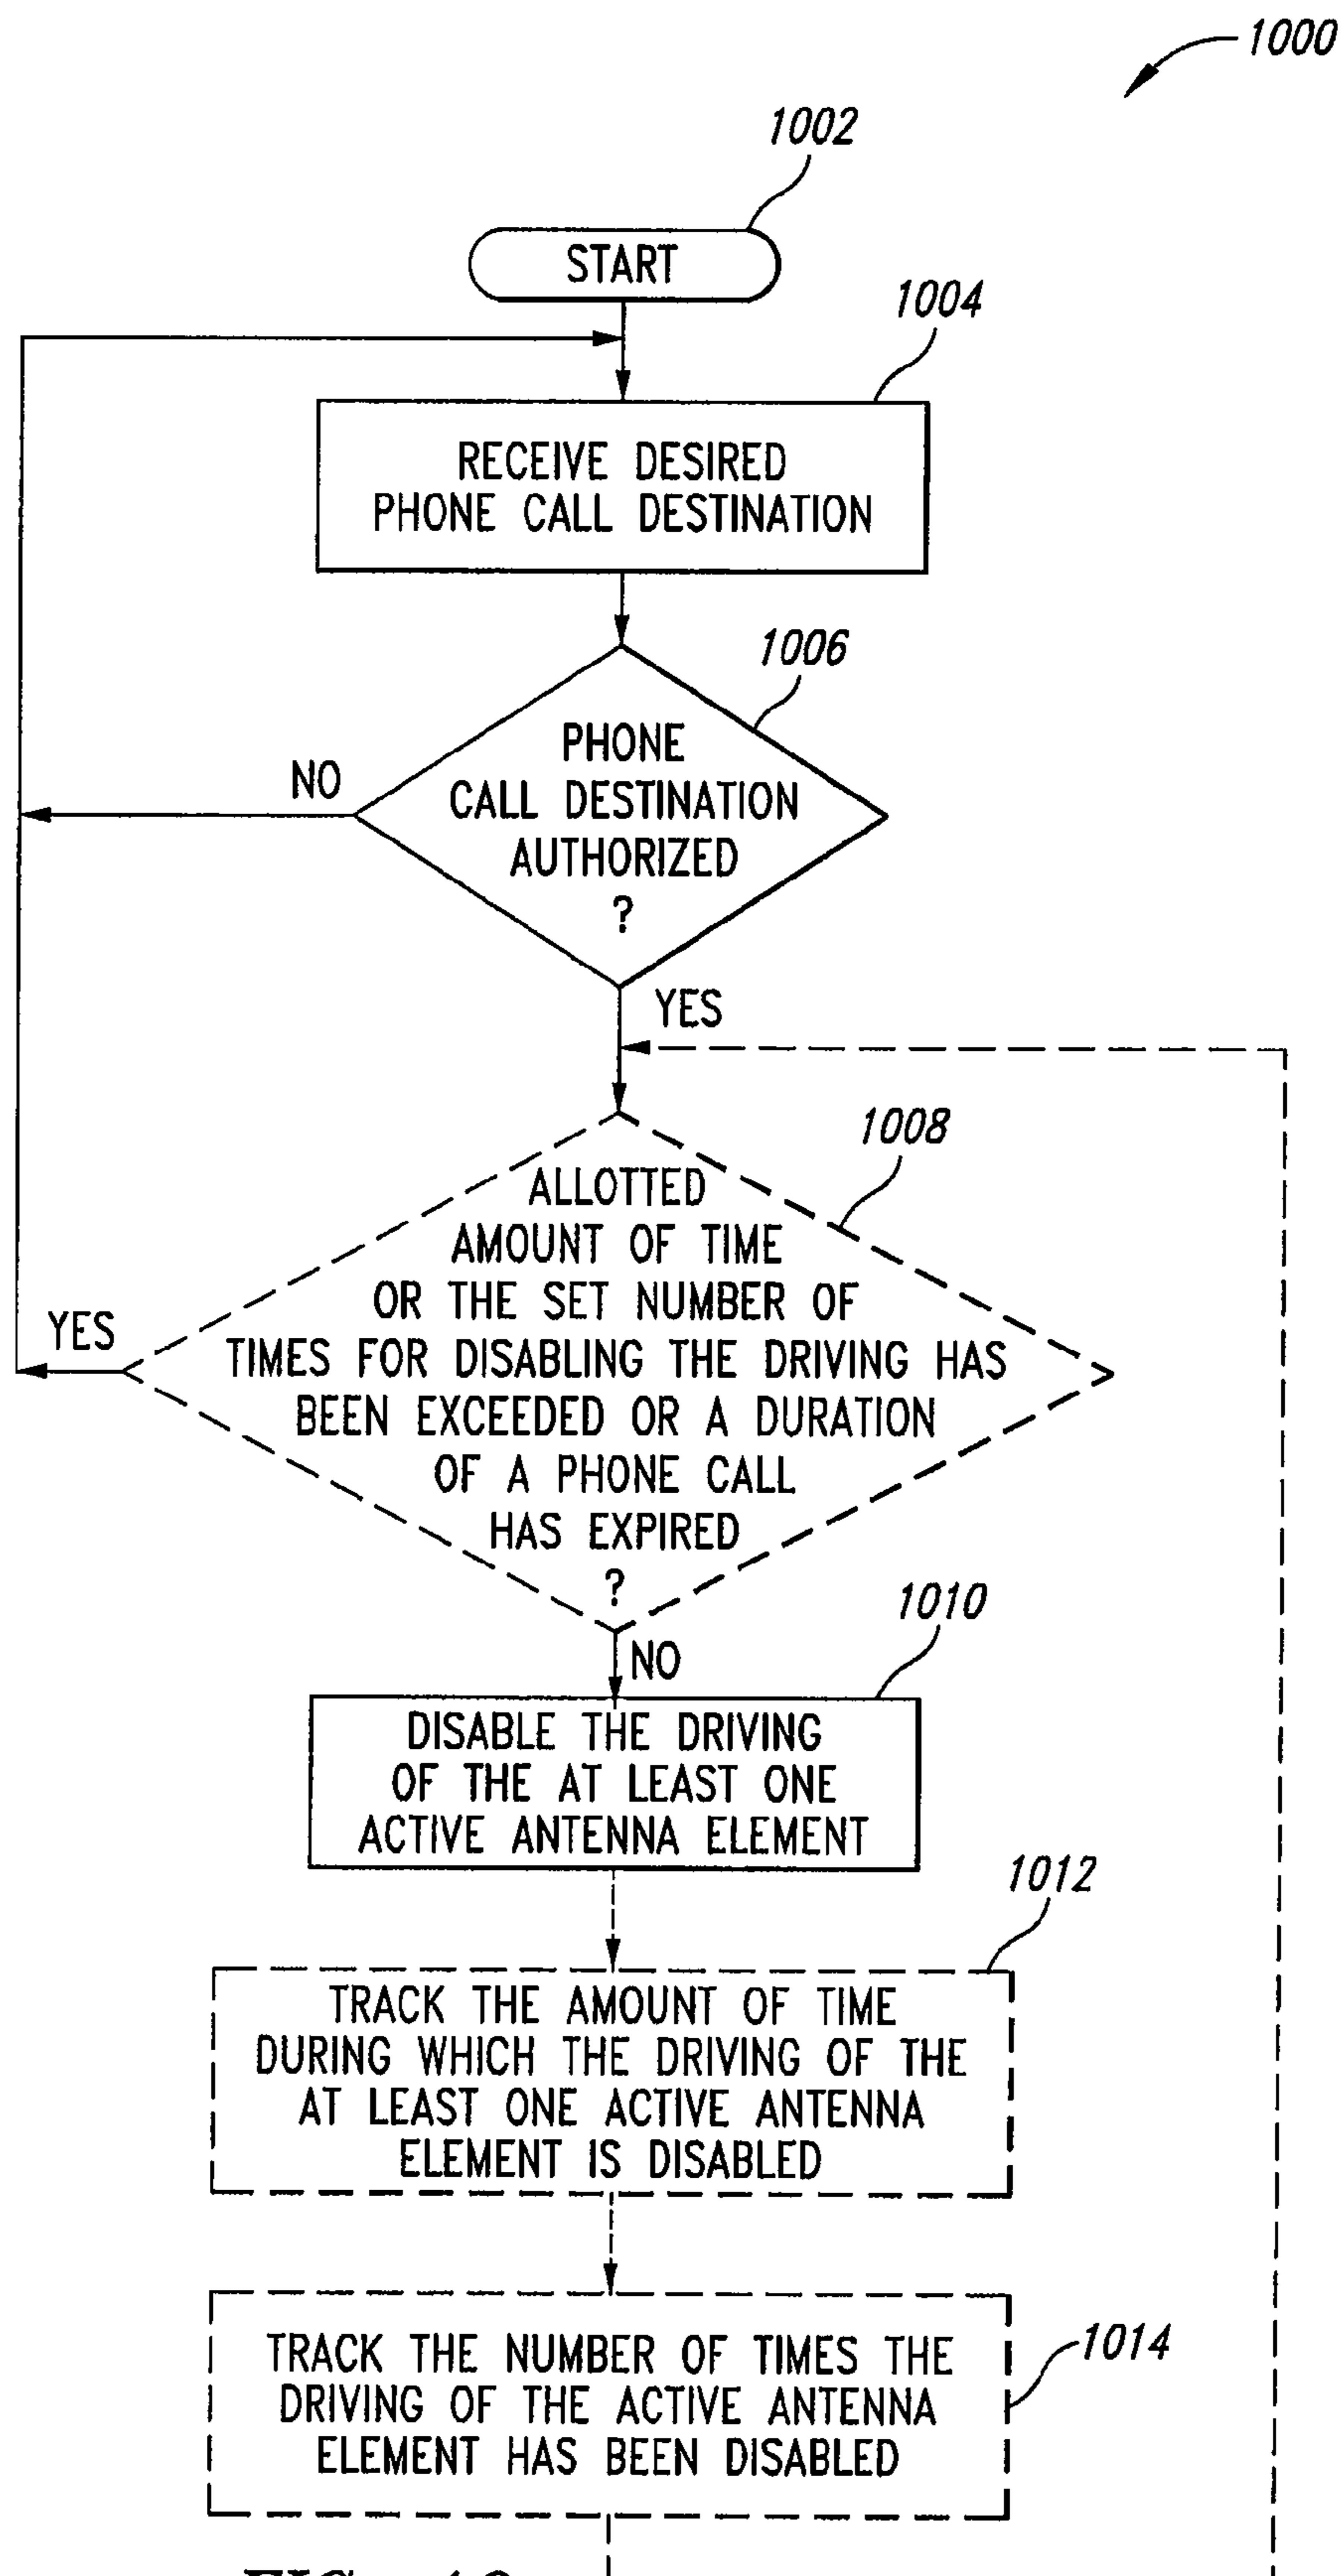 1000
1002
START
1004
RECEIVE DESIRED
PHONE CALL DESTINATION
1006
PHONE
CALL DESTINATION
AUTHORIZED
?
NO
YES
1008
ALLOTTED
AMOUNT OF TIME
OR THE SET NUMBER OF
TIMES FOR DISABLING THE DRIVING HAS
BEEN EXCEEDED OR A DURATION
OF A PHONE CALL
HAS EXPIRED
?
YES
NO
1010
DISABLE THE DRIVING
OF THE AT LEAST ONE
ACTIVE ANTENNA ELEMENT
1012
TRACK THE AMOUNT OF TIME
DURING WHICH THE DRIVING OF THE
AT LEAST ONE ACTIVE ANTENNA
ELEMENT IS DISABLED
1014
TRACK THE NUMBER OF TIMES THE
DRIVING OF THE ACTIVE ANTENNA
ELEMENT HAS BEEN DISABLED